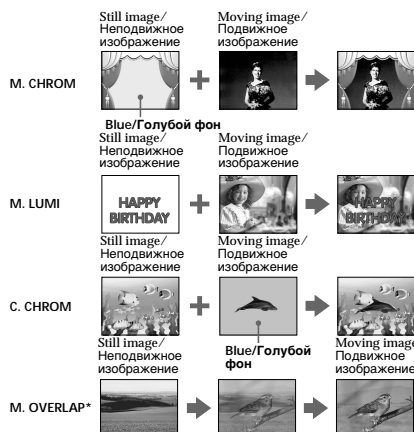 Still image/
Неподвижное
изображение
Moving image/
Подвижное
изображение
M. CHROM
Blue/Голубой фон
Still image/
Неподвижное
изображение
Moving image/
Подвижное
изображение
M. LUMI
HAPPY
BIRTHDAY
HAPPY
BIRTHDAY
Still image/
Неподвижное
изображение
Moving image/
Подвижное
изображение
C. CHROM
Blue/Голубой
фон
Still image/
Неподвижное
изображение
Moving image
Подвижное
изображение
M. OVERLAP*